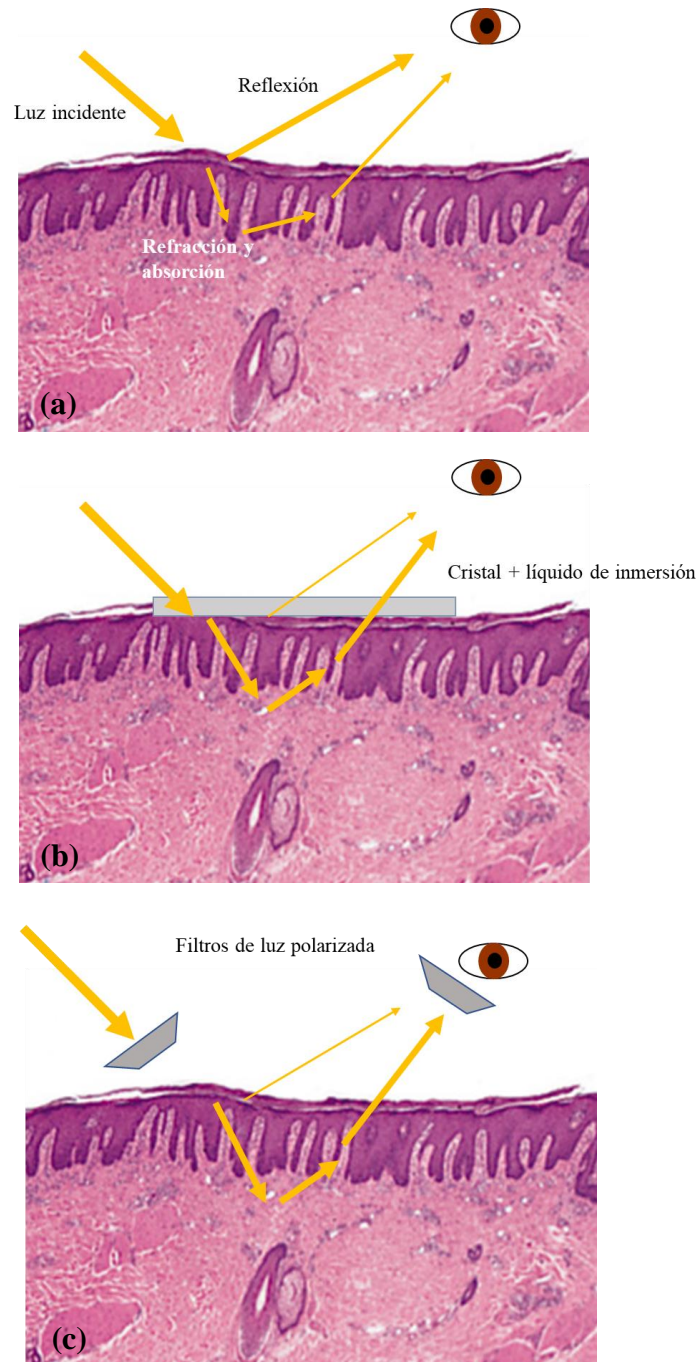 Reflexión
Luz incidente
Refracción y
absorción
(a)
Cristal + líquido de inmersión
(b)
Filtros de luz polarizada
(c)